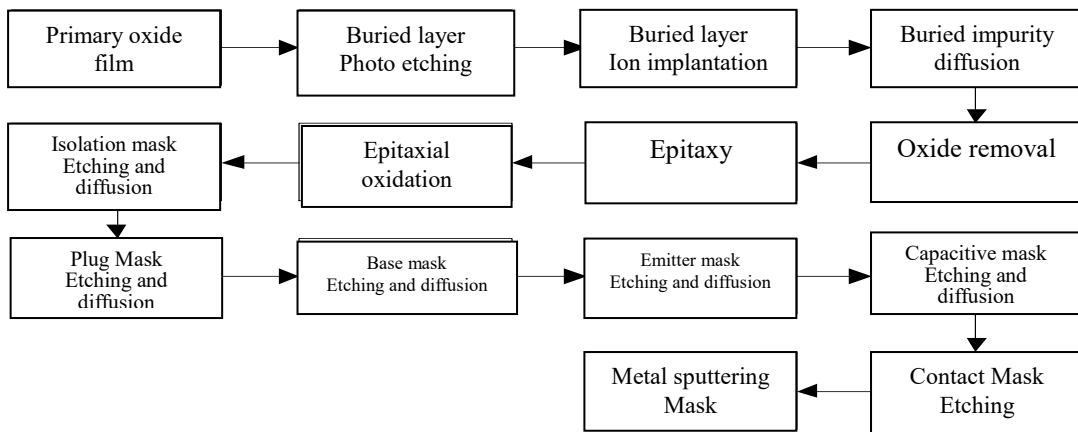 Primary oxide
film
Buried layer
Photo etching
Buried layer
Ion implantation
Buried impurity
diffusion
Oxide removal
Epitaxy
Epitaxial
oxidation
Isolation mask
Etching and
diffusion
Plug Mask
Etching and
diffusion
Base mask
Etching and diffusion
Emitter mask
Etching and diffusion
Capacitive mask
Etching and
diffusion
Contact Mask
Etching
Metal sputtering
Mask